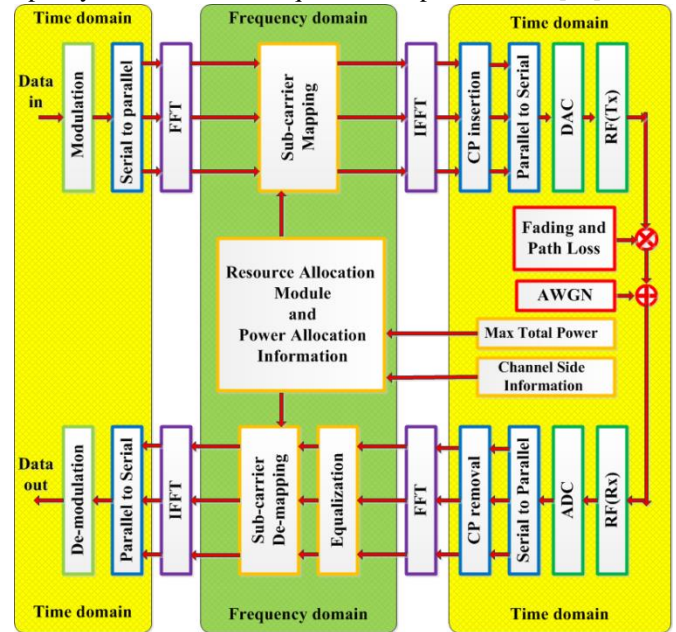 Time domain
Frequency domain
Time domain
Data
in
Modulation
Serial to parallel
FFT
Sub-carrier
Mapping
IFFT
CP insertion
Parallel to Serial
DAC
RF(Tx)
Fading and
Path Loss
AWGN
Resource Allocation
Module
and
Power Allocation
Information
Max Total Power
Channel Side
Information
Data
out
De-modulation
Parallel to Serial
IFFT
Sub-carrier
De-mapping
Equalization
FFT
CP removal
Serial to Parallel
ADC
RF(Rx)
Time domain
Frequency domain
Time domain